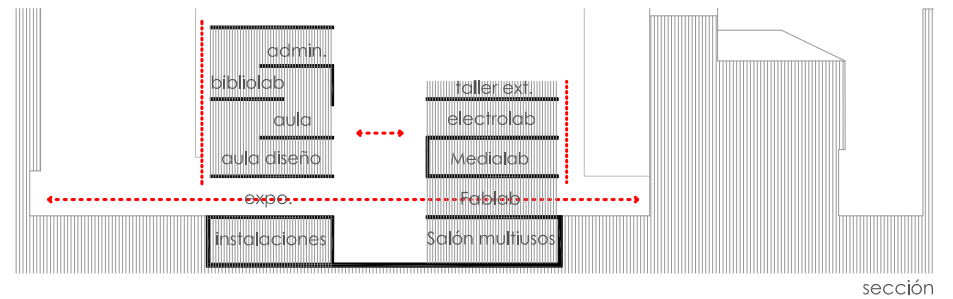 admin.
bibliolab
aula
aula diseño
expo.
instalaciones
taller ext.
electrolab
Medialab
Fablab
Salón multiusos
sección